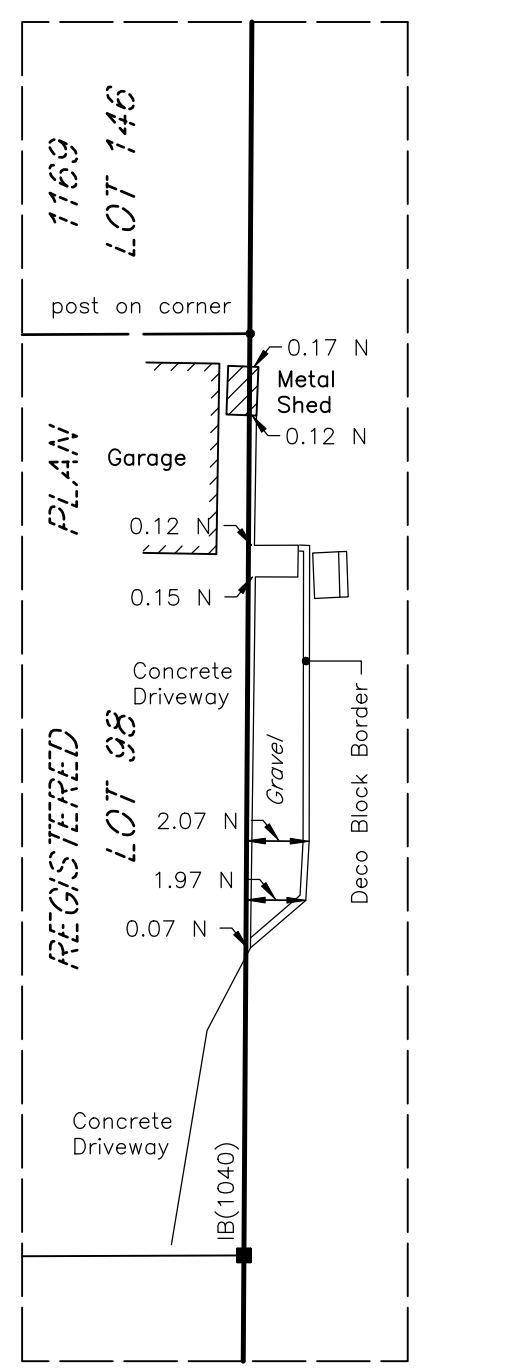 1169
LOT 146
post on corner
0.17 N
Metal
Shed
0.12 N
PLAN
Garage
0.12 N
0.15 N
Concrete
Driveway
REGISTERED
LOT 98
Gravel
Deco Block Border
2.07 N
1.97 N
0.07 N
Concrete
Driveway
IB(1040)